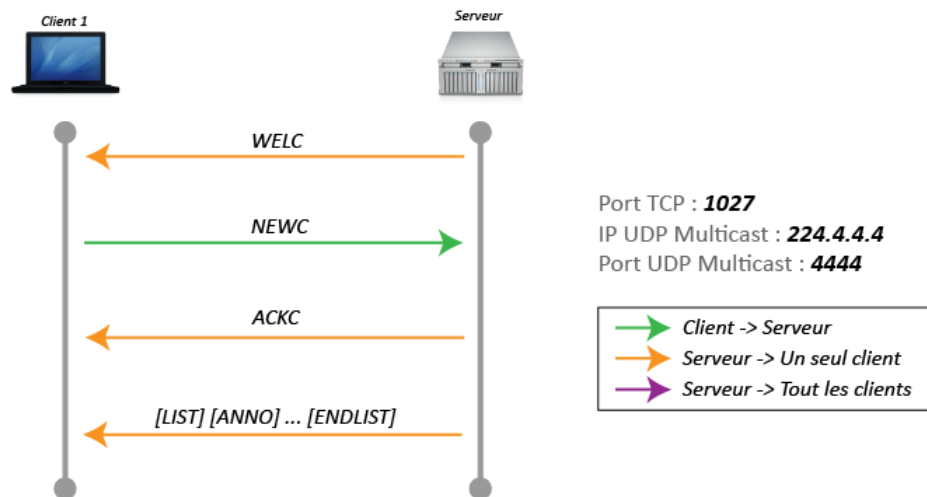 Client 1
Serveur
WELC
NEWC
ACKC
[LIST] [ANNO] ... [ENDLIST]
Port TCP : 1027
IP UDP Multicast : 224.4.4.4
Port UDP Multicast : 4444
Client -> Serveur
Serveur -> Un seul client
Serveur -> Tout les clients